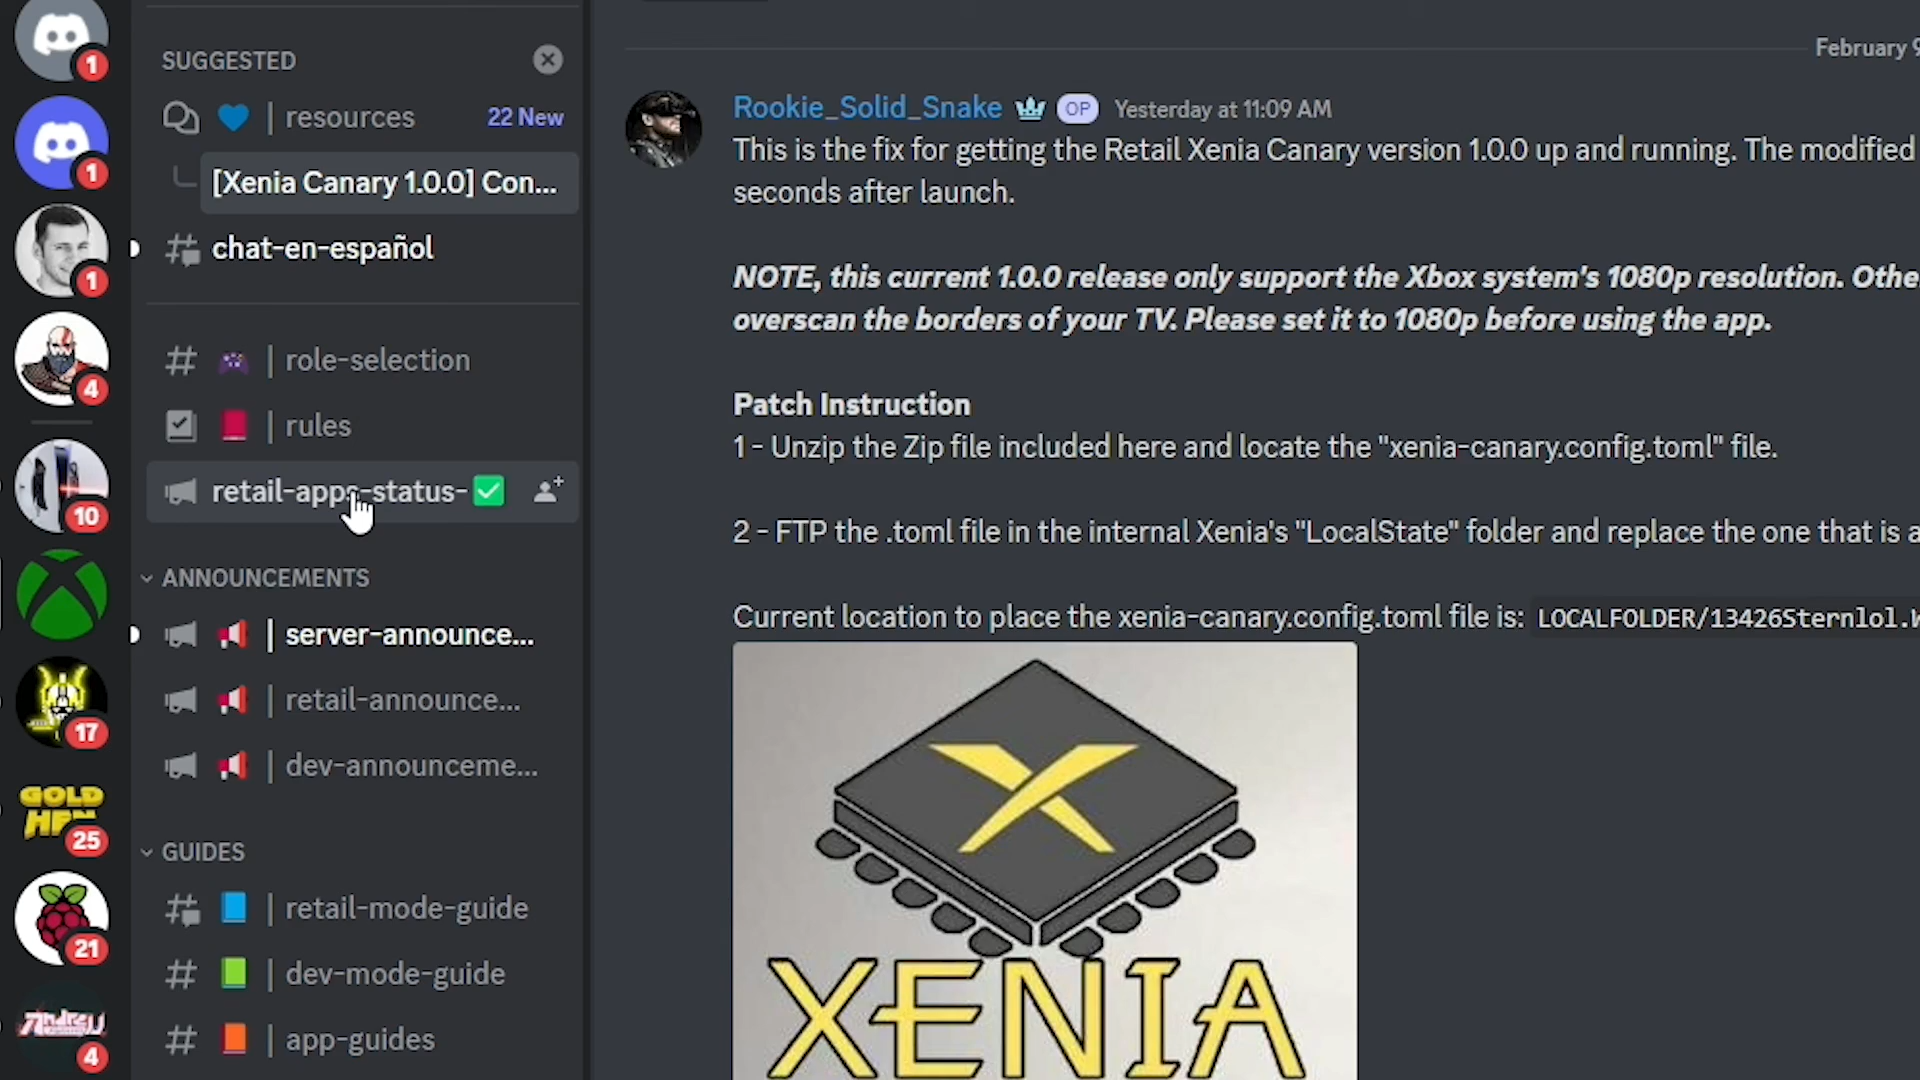 1
1
1
4
10
17
GOLD
HEN
25
21
4
SUGGESTED
| resources 22 New
[Xenia Canary 1.0.0] Con...
chat-en-español
| role-selection
| rules
retail-apps-status-
ANNOUNCEMENTS
| server-announce...
| retail-announce...
| dev-announceme...
GUIDES
| retail-mode-guide
| dev-mode-guide
| app-guides
February 9
Rookie_Solid_Snake OP Yesterday at 11:09 AM
This is the fix for getting the Retail Xenia Canary version 1.0.0 up and running. The modified
seconds after launch.
NOTE, this current 1.0.0 release only support the Xbox system's 1080p resolution. Othe
overscan the borders of your TV. Please set it to 1080p before using the app.
Patch Instruction
1 - Unzip the Zip file included here and locate the "xenia-canary.config.toml" file.
2 - FTP the .toml file in the internal Xenia's "LocalState" folder and replace the one that is a
Current location to place the xenia-canary.config.toml file is: LOCALFOLDER/13426Sternlol.W
XENIA